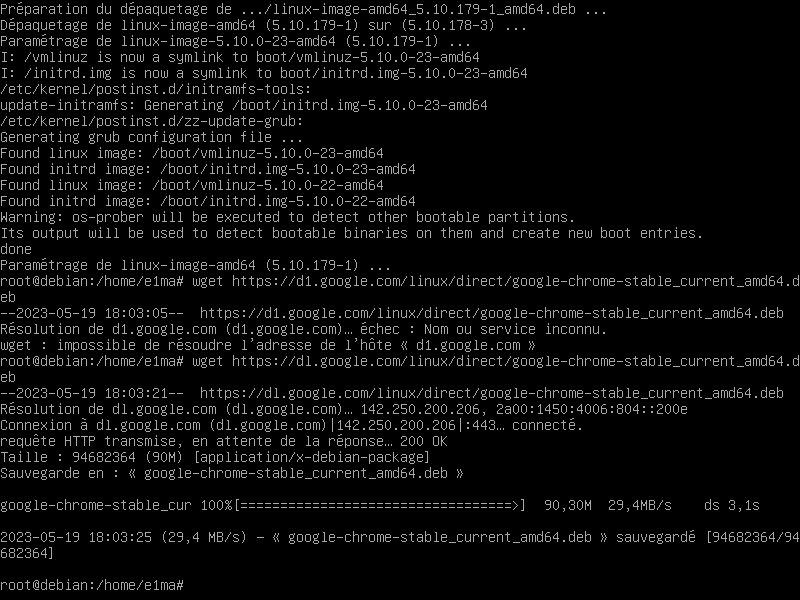 Préparation du dépaquetage de .../linux-image-amd64_5.10.179-1_amd64.deb ...
Dépaquetage de linux-image-amd64 (5.10.179-1) sur (5.10.178-3) ...
Paramétrage de linux-image-5.10.0-23-amd64 (5.10.179-1) ...
I: /vmlinuz is now a symlink to boot/vmlinuz-5.10.0-23-amd64
I: /initrd.img is now a symlink to boot/initrd.img-5.10.0-23-amd64
/etc/kernel/postinst.d/initramfs-tools:
update-initramfs: Generating /boot/initrd.img-5.10.0-23-amd64
/etc/kernel/postinst.d/zz-update-grub:
Generating grub configuration file ...
Found linux image: /boot/vmlinuz-5.10.0-23-amd64
Found initrd image: /boot/initrd.img-5.10.0-23-amd64
Found linux image: /boot/vmlinuz-5.10.0-22-amd64
Found initrd image: /boot/initrd.img-5.10.0-22-amd64
Warning: os-prober will be executed to detect other bootable partitions.
Its output will be used to detect bootable binaries on them and create new boot entries.
done
Paramétrage de linux-image-amd64 (5.10.179-1) ...
root@debian:/home/e1ma# wget https://d1.google.com/linux/direct/google-chrome-stable_current_amd64.d
eb
--2023-05-19 18:03:05--  https://d1.google.com/linux/direct/google-chrome-stable_current_amd64.deb
Résolution de d1.google.com (d1.google.com)… échec : Nom ou service inconnu.
wget : impossible de résoudre l’adresse de l’hôte « d1.google.com »
root@debian:/home/e1ma# wget https://dl.google.com/linux/direct/google-chrome-stable_current_amd64.d
eb
--2023-05-19 18:03:21--  https://dl.google.com/linux/direct/google-chrome-stable_current_amd64.deb
Résolution de dl.google.com (dl.google.com)… 142.250.200.206, 2a00:1450:4006:804::200e
Connexion à dl.google.com (dl.google.com)|142.250.200.206|:443… connecté.
requête HTTP transmise, en attente de la réponse… 200 OK
Taille : 94682364 (90M) [application/x-debian-package]
Sauvegarde en : « google-chrome-stable_current_amd64.deb »
google-chrome-stable_cur 100%[==================================>]  90,30M  29,4MB/s    ds 3,1s
2023-05-19 18:03:25 (29,4 MB/s) — « google-chrome-stable_current_amd64.deb » sauvegardé [94682364/94
682364]
root@debian:/home/e1ma#